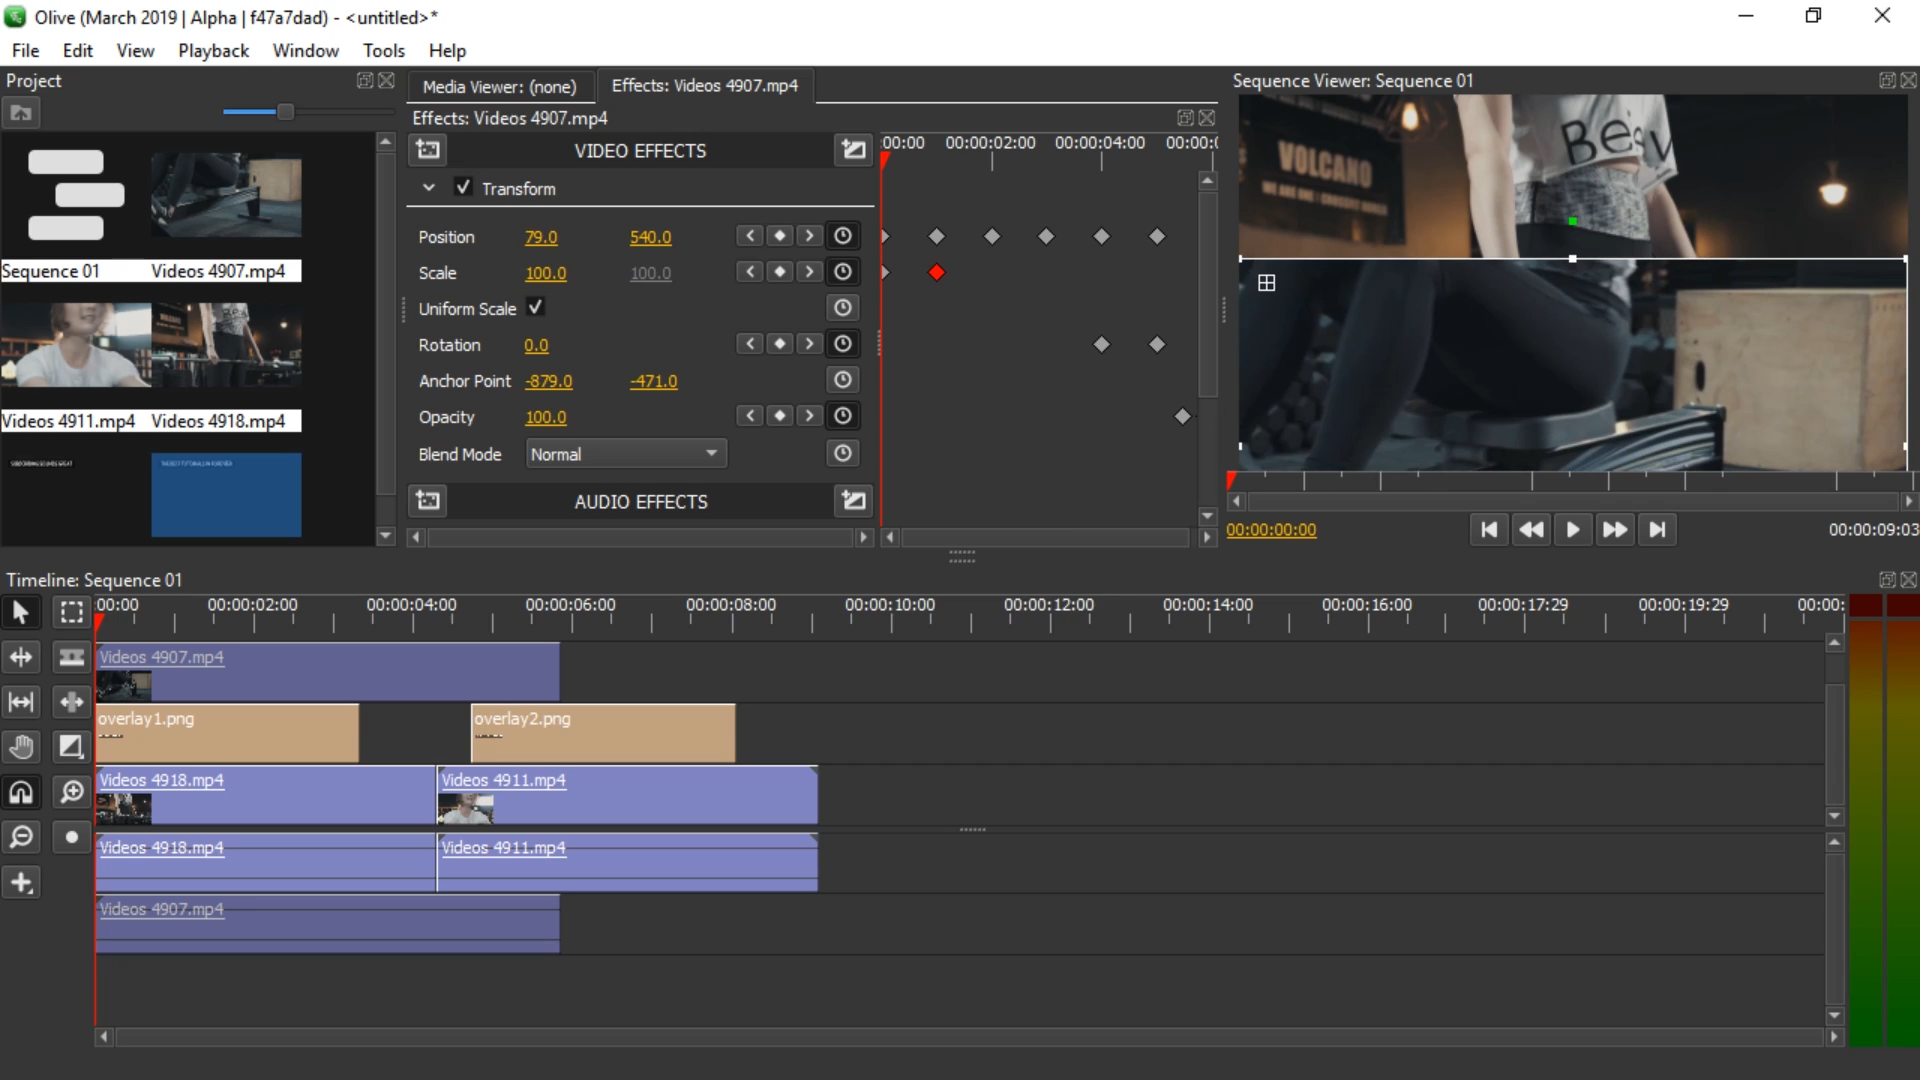 Olive (March 2019 | Alpha | f47a7dad) - <untitled>*
File Edit View Playback Window Tools Help
Project
Sequence 01 Videos 4907.mp4
Videos 4911.mp4 Videos 4918.mp4
Media Viewer: (none) Effects: Videos 4907.mp4
Effects: Videos 4907.mp4
VIDEO EFFECTS
:00:00 00:00:02:00 00:00:04:00
Transform
Position 79.0 540.0
Scale 100.0 100.0
Uniform Scale
Rotation 0.0
Anchor Point -879.0 -471.0
Opacity 100.0
Blend Mode Normal
AUDIO EFFECTS
Sequence Viewer: Sequence 01
VOLCANO
00:00:00:00 00:00:09:03
Timeline: Sequence 01
:00:00 00:00:02:00 00:00:04:00 00:00:06:00 00:00:08:00 00:00:10:00 00:00:12:00 00:00:14:00 00:00:16:00 00:00:17:29 00:00:19:29 00:00:
Videos 4907.mp4
overlay1.png overlay2.png
Videos 4918.mp4 Videos 4911.mp4
Videos 4918.mp4 Videos 4911.mp4
Videos 4907.mp4